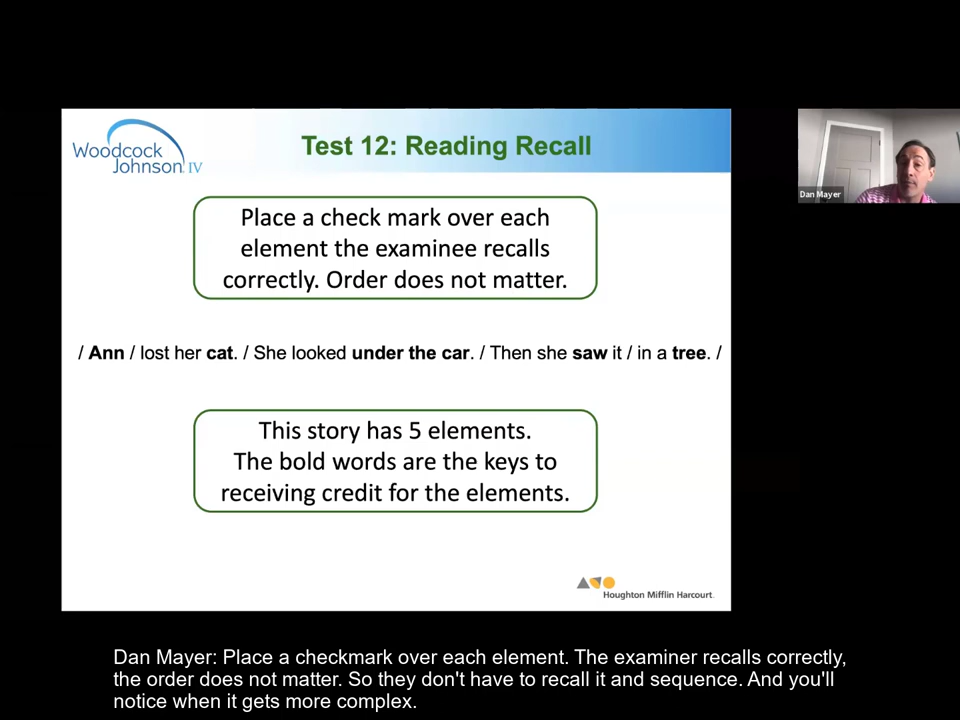 Woodcock
Johnson IV
Test 12: Reading Recall
Place a check mark over each
element the examinee recalls
correctly. Order does not matter.
/ Ann / lost her cat. / She looked under the car. / Then she saw it / in a tree. /
This story has 5 elements.
The bold words are the keys to
receiving credit for the elements.
Houghton Mifflin Harcourt
Dan Mayer
Dan Mayer: Place a checkmark over each element. The examiner recalls correctly,
the order does not matter. So they don't have to recall it and sequence. And you'll
notice when it gets more complex.